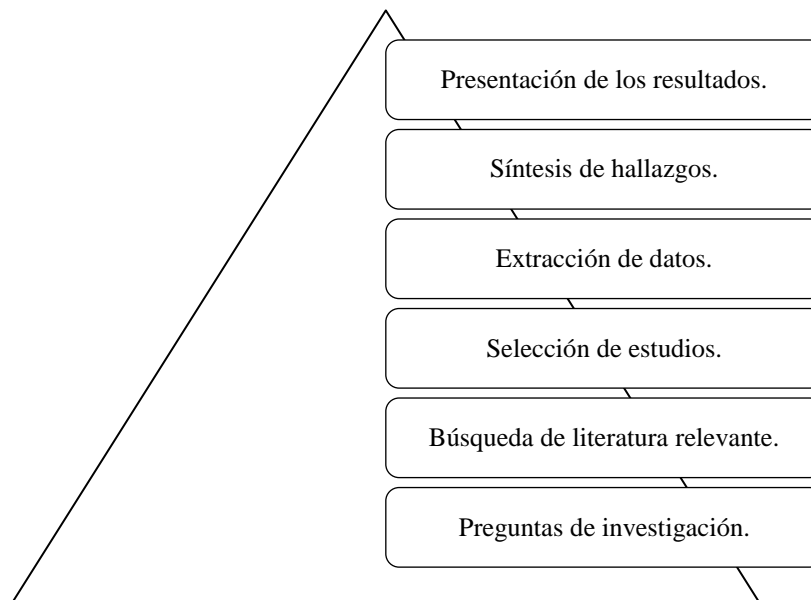 Presentación de los resultados.
Síntesis de hallazgos.
Extracción de datos.
Selección de estudios.
Búsqueda de literatura relevante.
Preguntas de investigación.